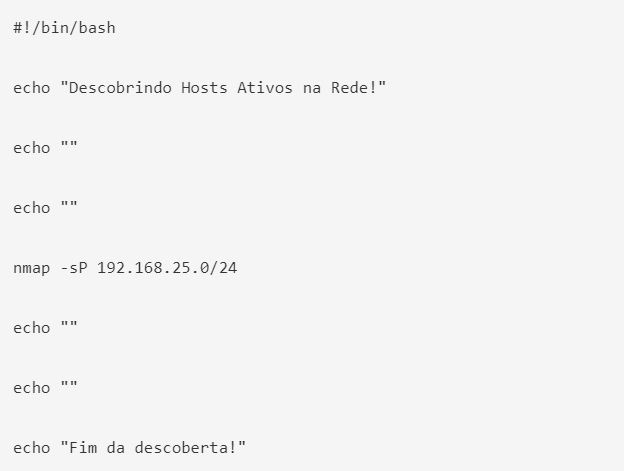 #!/bin/bash
echo "Descobrindo Hosts Ativos na Rede!"
echo ""
echo ""
nmap -sP 192.168.25.0/24
echo ""
echo ""
echo "Fim da descoberta!"